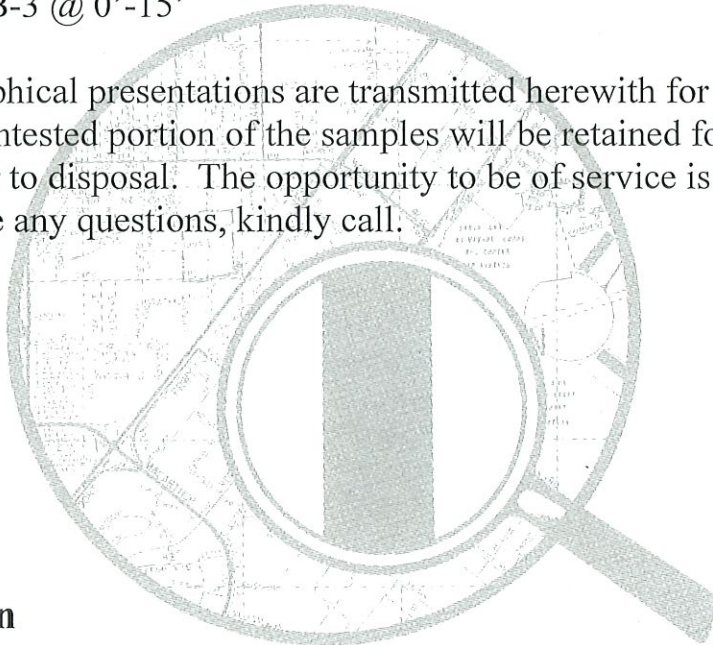 B-3 @ 0'-15'
phical presentations are transmitted herewith for
ntested portion of the samples will be retained fo
r to disposal. The opportunity to be of service is
e any questions, kindly call.
n